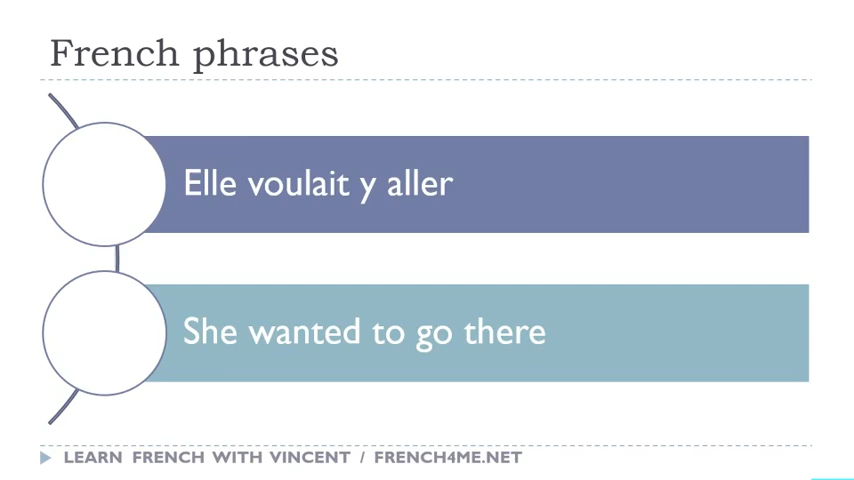 French phrases
Elle voulait y aller
She wanted to go there
LEARN FRENCH WITH VINCENT / FRENCH4ME.NET